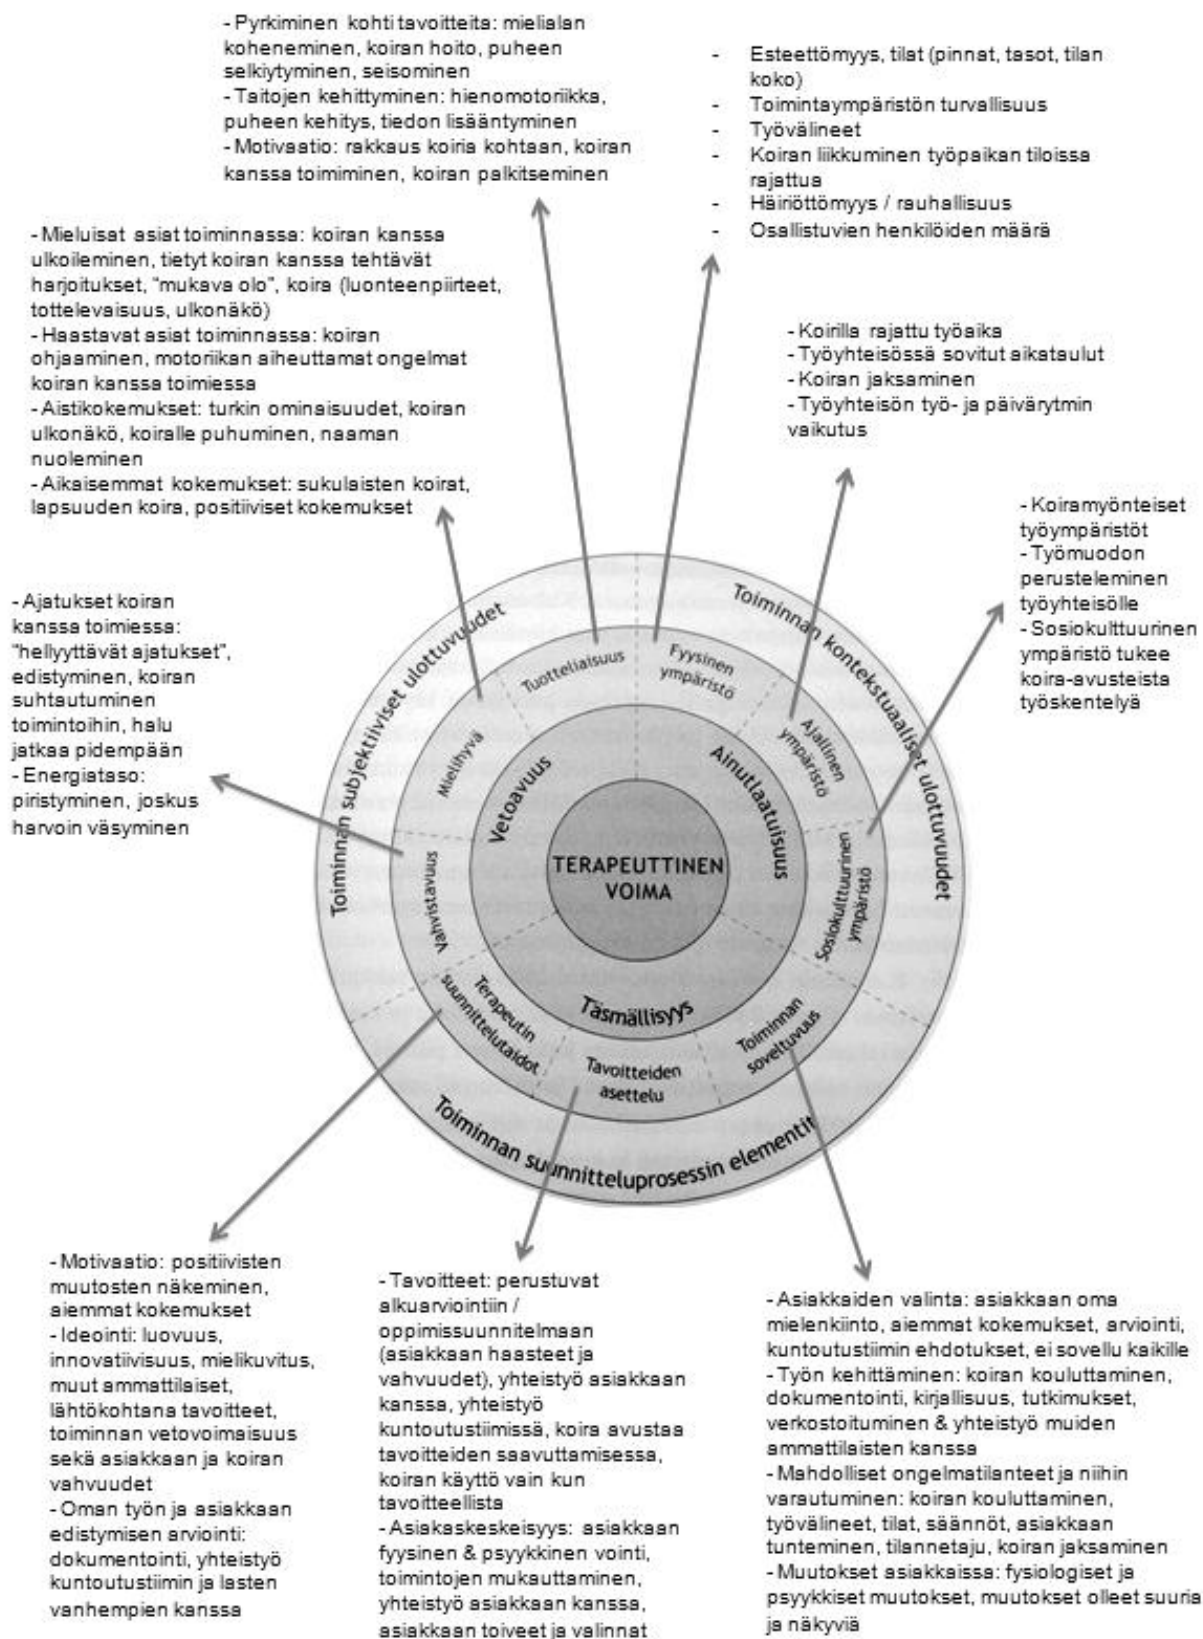 - Pyrkiminen kohti tavoitteita: mielialan
koheneminen, koiran hoito, puheen
selkiytyminen, seisominen
- Taitojen kehittyminen: hienomotoriikka,
puheen kehitys, tiedon lisääntyminen
- Motivaatio: rakkaus koiria kohtaan, koiran
kanssa toimiminen, koiran palkitseminen
- Esteettömyys, tilat (pinnat, tasot, tilan
koko)
- Toimintaympäristön turvallisuus
- Työvälineet
- Koiran liikkuminen työpaikan tiloissa
rajattua
- Häiriöttömyys / rauhallisuus
- Osallistuvien henkilöiden määrä
- Mieluisat asiat toiminnassa: koiran kanssa
ulkoileminen, tietyt koiran kanssa tehtävät
harjoitukset, "mukava olo", koira (luonteenpiirteet,
tottelevaisuus, ulkonäkö)
- Haastavat asiat toiminnassa: koiran
ohjaaminen, motoriikan aiheuttamat ongelmat
koiran kanssa toimiessa
- Aistikokemukset: turkin ominaisuudet, koiran
ulkonäkö, koiralle puhuminen, naaman
nuoleminen
- Aikaisemmat kokemukset: sukulaisten koirat,
lapsuuden koira, positiiviset kokemukset
- Koirilla rajattu työaika
- Työyhteisössä sovitut aikataulut
- Koiran jaksaminen
- Työyhteisön työ- ja päivärytmin
vaikutus
- Koiramyönteiset
työympäristöt
- Työmuodon
perusteleminen
työyhteisölle
- Sosiokulttuurinen
ympäristö tukee
koira-avusteista
työskentelyä
- Ajatukset koiran
kanssa toimiessa:
"hellyyttävät ajatukset",
edistyminen, koiran
suhtautuminen
toimintoihin, halu
jatkaa pidempään
- Energiataso:
piristyminen, joskus
harvoin väsyminen
Toiminnan subjektiiviset ulottuvuudet
Toiminnan kontekstuaaliset ulottuvuudet
Tuotteliaisuus
Fyysinen
ympäristö
Mielihyvä
Ajallinen
ympäristö
Vetoavuus
Ainutlaatuisuus
TERAPEUTTINEN
VOIMA
Vahvistavuus
Sosiokulttuurinen
ympäristö
Täsmällisyys
Terapeutin
suunnittelutaidot
Tavoitteiden
asettelu
Toiminnan
soveltuvuus
Toiminnan suunnitteluprosessin elementit
- Motivaatio: positiivisten
muutosten näkeminen,
aiemmat kokemukset
- Ideointi: luovuus,
innovatiivisuus, mielikuvitus,
muut ammattilaiset,
lähtökohtana tavoitteet,
toiminnan vetovoimaisuus
sekä asiakkaan ja koiran
vahvuudet
- Oman työn ja asiakkaan
edistymisen arviointi:
dokumentointi, yhteistyö
kuntoutustiimin ja lasten
vanhempien kanssa
- Tavoitteet: perustuvat
alkuarviointiin /
oppimissuunnitelmaan
(asiakkaan haasteet ja
vahvuudet), yhteistyö asiakkaan
kanssa, yhteistyö
kuntoutustiimissä, koira avustaa
tavoitteiden saavuttamisessa,
koiran käyttö vain kun
tavoitteellista
- Asiakaskeskeisyys: asiakkaan
fyysinen & psyykkinen vointi,
toimintojen mukauttaminen,
yhteistyö asiakkaan kanssa,
asiakkaan toiveet ja valinnat
- Asiakkaiden valinta: asiakkaan oma
mielenkiinto, aiemmat kokemukset, arviointi,
kuntoutustiimin ehdotukset, ei sovellu kaikille
- Työn kehittäminen: koiran kouluttaminen,
dokumentointi, kirjallisuus, tutkimukset,
verkostoituminen & yhteistyö muiden
ammattilaisten kanssa
- Mahdolliset ongelmatilanteet ja niihin
varautuminen: koiran kouluttaminen,
työvälineet, tilat, säännöt, asiakkaan
tunteminen, tilannetaju, koiran jaksaminen
- Muutokset asiakkaissa: fysiologiset ja
psyykkiset muutokset, muutokset olleet suuria
ja näkyviä